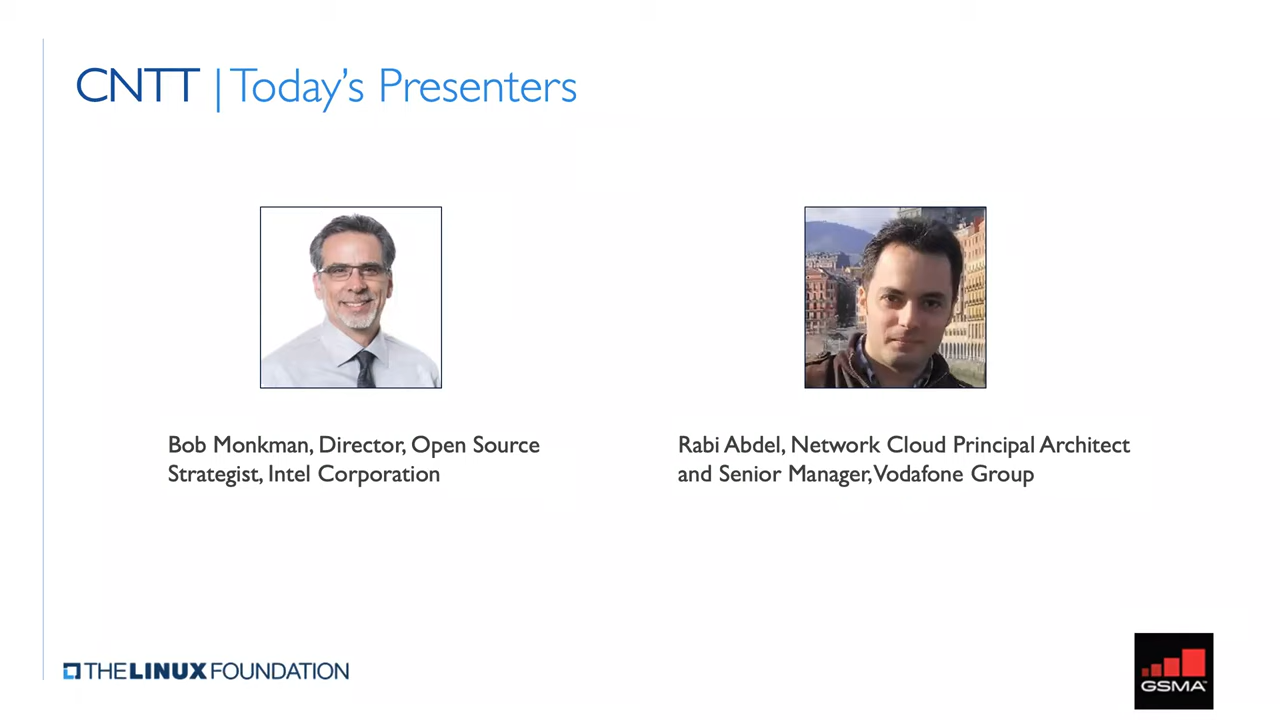 CNTT | Today's Presenters
Bob Monkman, Director, Open Source
Strategist, Intel Corporation
Rabi Abdel, Network Cloud Principal Architect
and Senior Manager, Vodafone Group
THE LINUX FOUNDATION
GSMA™